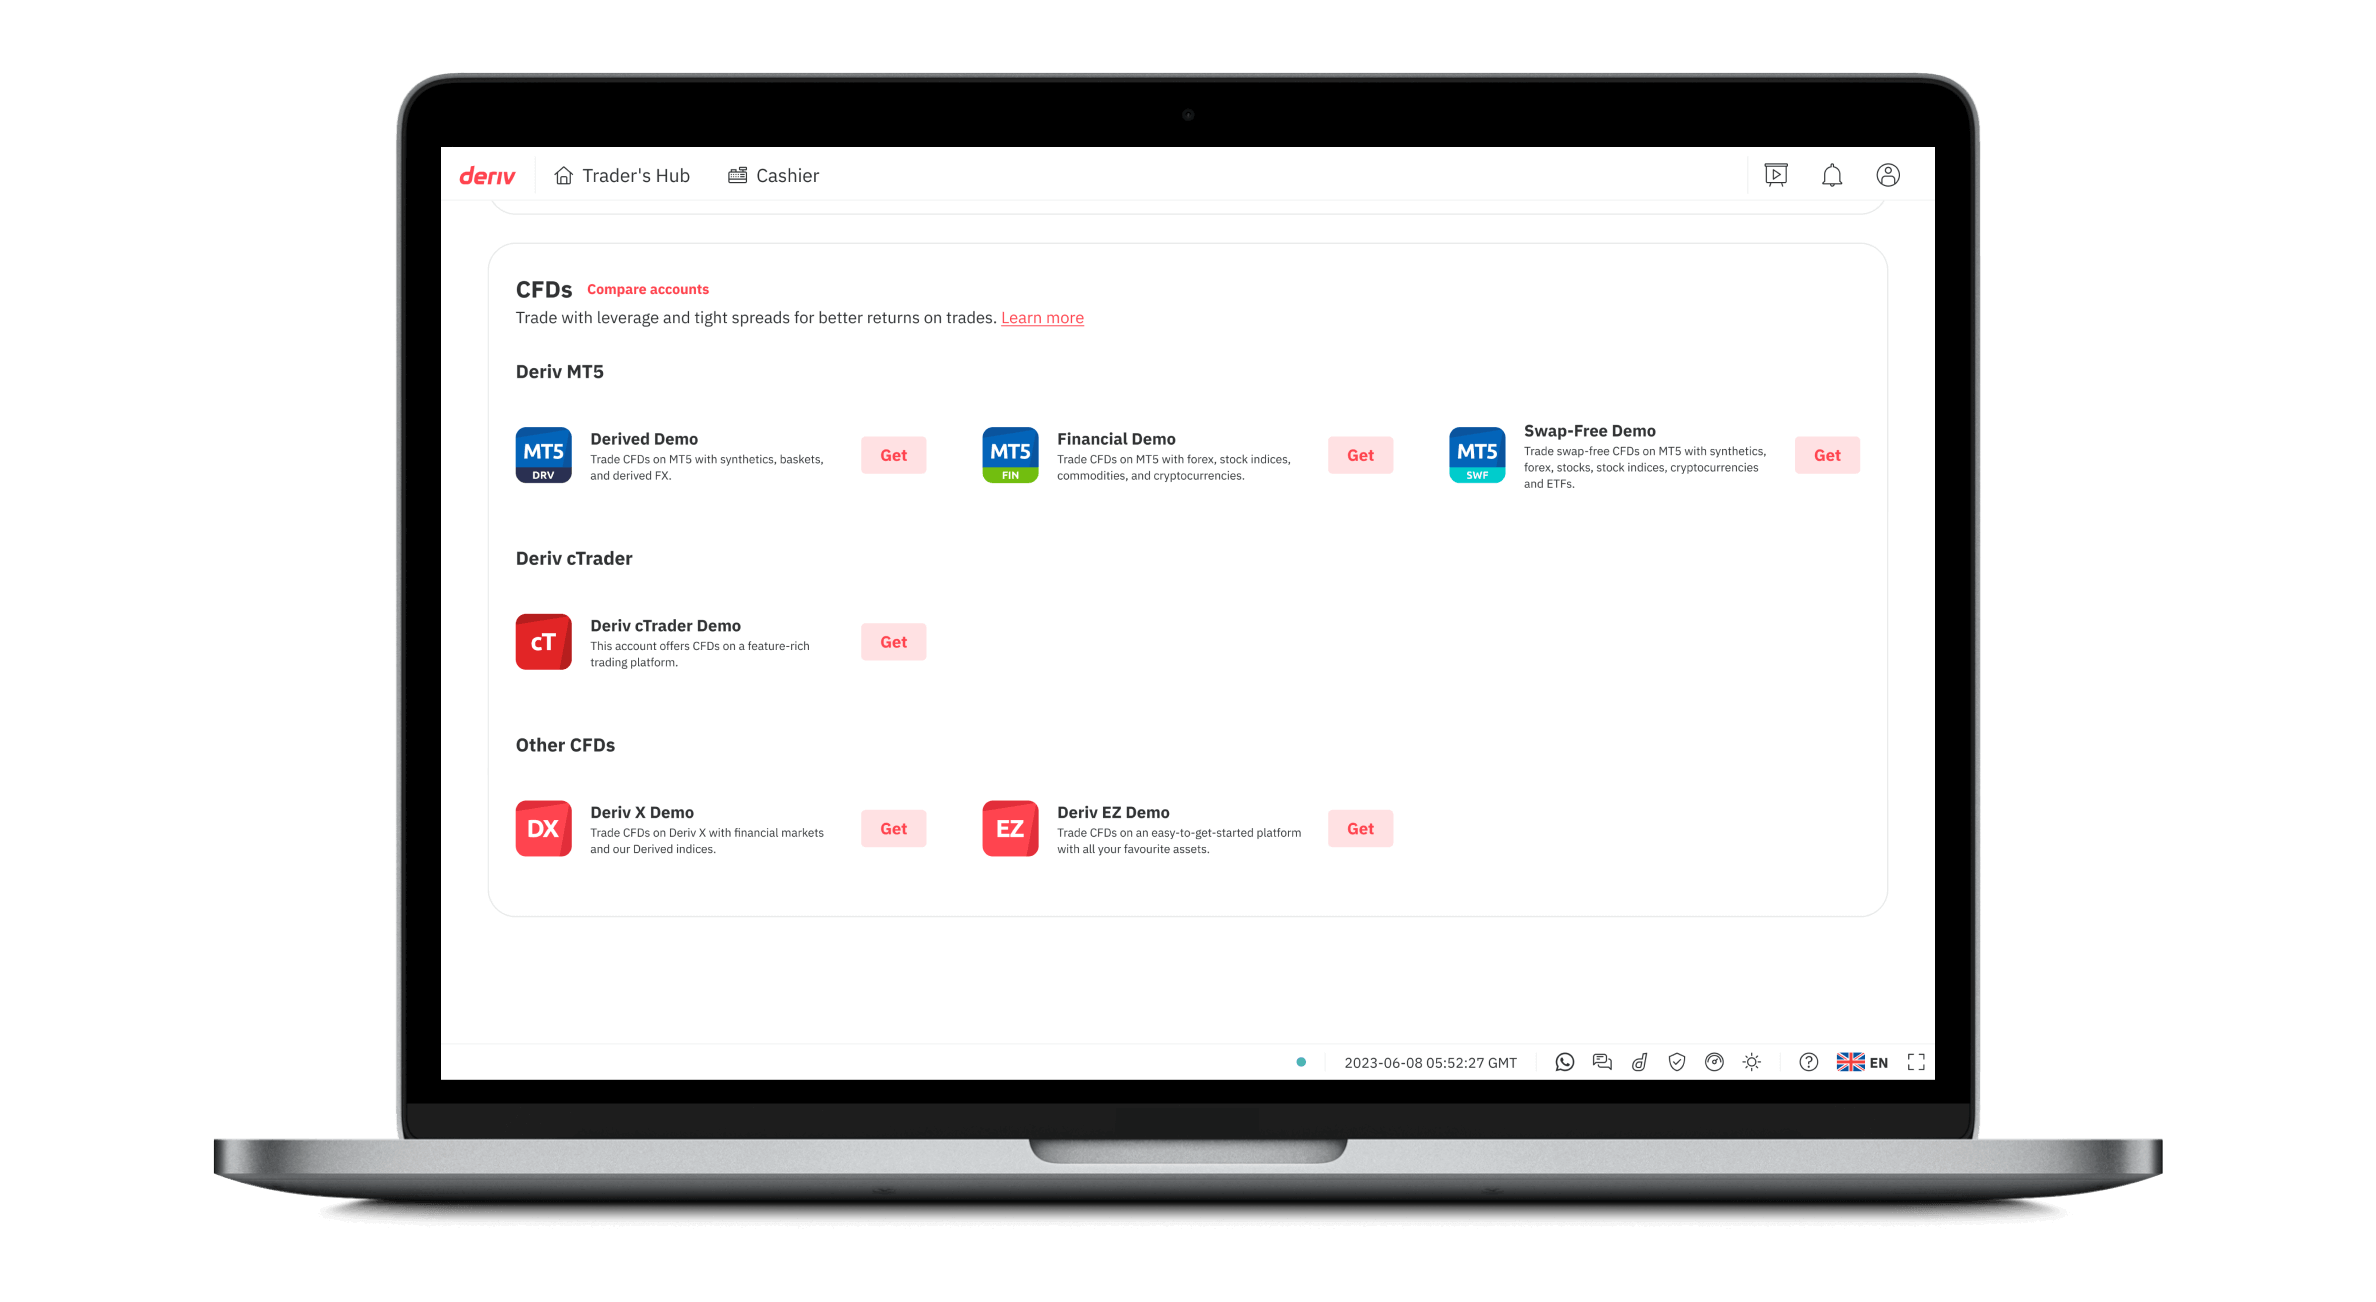 deriv
Trader's Hub
Cashier
CFDs Compare accounts
Trade with leverage and tight spreads for better returns on trades. Learn more
Deriv MT5
MT5
DRV
Derived Demo
Trade CFDs on MT5 with synthetics, baskets,
and derived FX.
Get
MT5
FIN
Financial Demo
Trade CFDs on MT5 with forex, stock indices,
commodities, and cryptocurrencies.
Get
MT5
SWF
Swap-Free Demo
Trade swap-free CFDs on MT5 with synthetics,
forex, stocks, stock indices, cryptocurrencies
and ETFs.
Get
Deriv cTrader
cT
Deriv cTrader Demo
This account offers CFDs on a feature-rich
trading platform.
Get
Other CFDs
DX
Deriv X Demo
Trade CFDs on Deriv X with financial markets
and our Derived indices.
Get
EZ
Deriv EZ Demo
Trade CFDs on an easy-to-get-started platform
with all your favourite assets.
Get
2023-06-08 05:52:27 GMT
EN